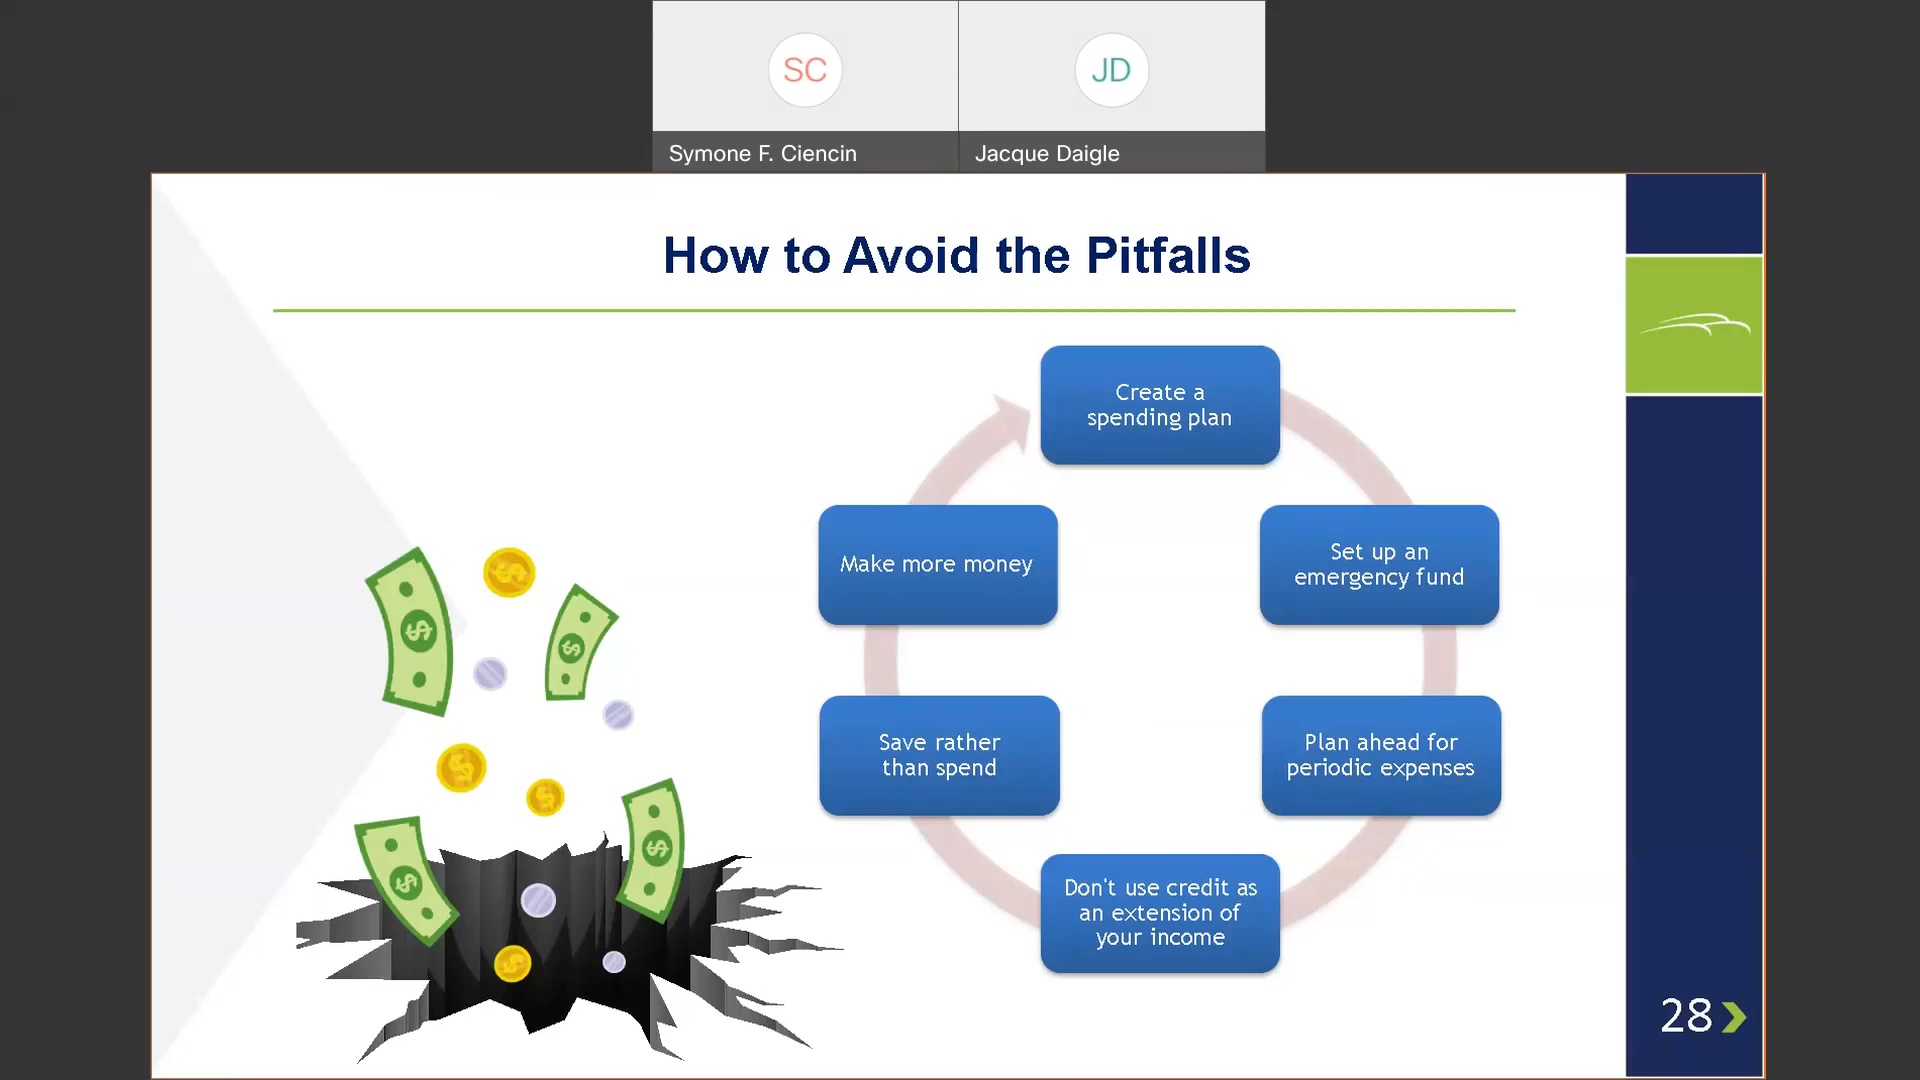 SC
JD
Symone F. Ciencin
Jacque Daigle
How to Avoid the Pitfalls
Create a
spending plan
Set up an
emergency fund
Plan ahead for
periodic expenses
Don't use credit as
an extension of
your income
Save rather
than spend
Make more money
28